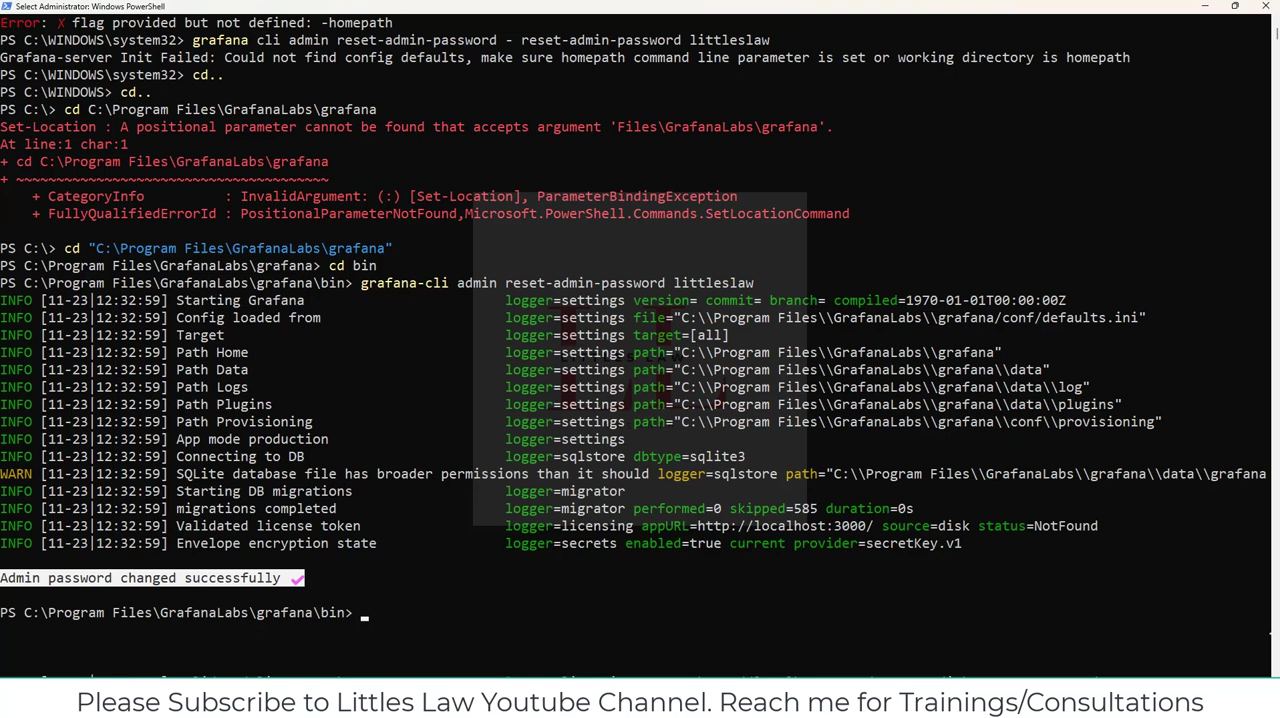 Select Administrator: Windows PowerShell
Error: ✗ flag provided but not defined: -homepath
PS C:\WINDOWS\system32> grafana cli admin reset-admin-password - reset-admin-password littleslaw
Grafana-server Init Failed: Could not find config defaults, make sure homepath command line parameter is set or working directory is homepath
PS C:\WINDOWS\system32> cd..
PS C:\WINDOWS> cd..
PS C:\> cd C:\Program Files\GrafanaLabs\grafana
Set-Location : A positional parameter cannot be found that accepts argument 'Files\GrafanaLabs\grafana'.
At line:1 char:1
+ cd C:\Program Files\GrafanaLabs\grafana
+ ~~~~~~~~~~~~~~~~~~~~~~~~~~~~~~~~~~~~~~~
+ CategoryInfo          : InvalidArgument: (:) [Set-Location], ParameterBindingException
+ FullyQualifiedErrorId : PositionalParameterNotFound,Microsoft.PowerShell.Commands.SetLocationCommand
PS C:\> cd "C:\Program Files\GrafanaLabs\grafana"
PS C:\Program Files\GrafanaLabs\grafana> cd bin
PS C:\Program Files\GrafanaLabs\grafana\bin> grafana-cli admin reset-admin-password littleslaw
INFO [11-23|12:32:59] Starting Grafana logger=settings version= commit= branch= compiled=1970-01-01T00:00:00Z
INFO [11-23|12:32:59] Config loaded from logger=settings file="C:\\Program Files\\GrafanaLabs\\grafana/conf/defaults.ini"
INFO [11-23|12:32:59] Target logger=settings target=[all]
INFO [11-23|12:32:59] Path Home logger=settings path="C:\\Program Files\\GrafanaLabs\\grafana"
INFO [11-23|12:32:59] Path Data logger=settings path="C:\\Program Files\\GrafanaLabs\\grafana\\data"
INFO [11-23|12:32:59] Path Logs logger=settings path="C:\\Program Files\\GrafanaLabs\\grafana\\data\\log"
INFO [11-23|12:32:59] Path Plugins logger=settings path="C:\\Program Files\\GrafanaLabs\\grafana\\data\\plugins"
INFO [11-23|12:32:59] Path Provisioning logger=settings path="C:\\Program Files\\GrafanaLabs\\grafana\\conf\\provisioning"
INFO [11-23|12:32:59] App mode production logger=settings
INFO [11-23|12:32:59] Connecting to DB logger=sqlstore dbtype=sqlite3
WARN [11-23|12:32:59] SQLite database file has broader permissions than it should logger=sqlstore path="C:\\Program Files\\GrafanaLabs\\grafana\\data\\grafana
INFO [11-23|12:32:59] Starting DB migrations logger=migrator
INFO [11-23|12:32:59] migrations completed logger=migrator performed=0 skipped=585 duration=0s
INFO [11-23|12:32:59] Validated license token logger=licensing appURL=http://localhost:3000/ source=disk status=NotFound
INFO [11-23|12:32:59] Envelope encryption state logger=secrets enabled=true current provider=secretKey.v1
Admin password changed successfully ✔
PS C:\Program Files\GrafanaLabs\grafana\bin>
Please Subscribe to Littles Law Youtube Channel. Reach me for Trainings/Consultations